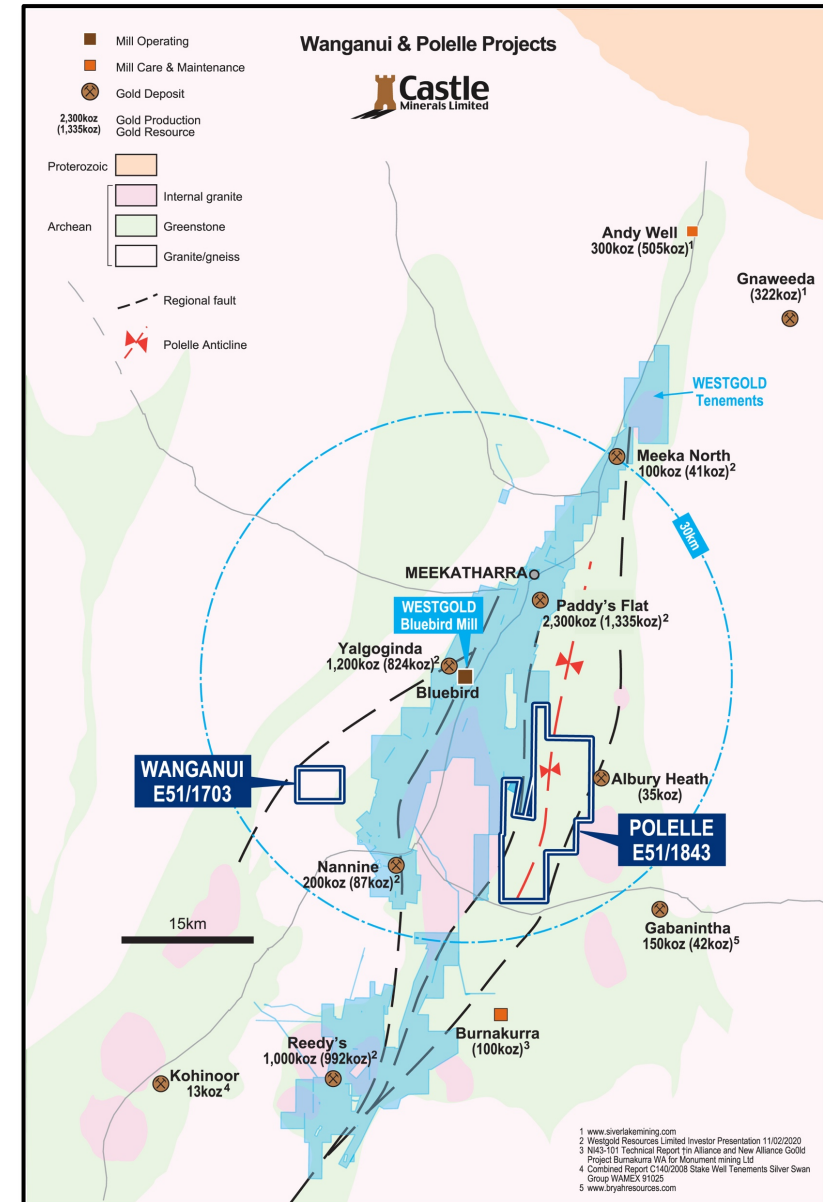 Wanganui & Polelle Projects
Castle
Minerals Limited
Mill Operating
Mill Care & Maintenance
Gold Deposit
2,300koz Gold Production
(1,335koz) Gold Resource
Proterozoic
Internal granite
Archean Greenstone
Granite/gneiss
Regional fault
Polelle Anticline
Andy Well
300koz (505koz)1
Gnaweeda
(322koz)1
WESTGOLD
Tenements
Meeka North
100koz (41koz)2
30km
MEEKATHARRA
WESTGOLD
Bluebird Mill
Paddy's Flat
2,300koz (1,335koz)2
Yalgoginda
1,200koz (824koz)2
Bluebird
WANGANUI
E51/1703
Albury Heath
(35koz)
POLELLE
E51/1843
Nannine
200koz (87koz)2
15km
Gabanintha
150koz (42koz)5
Burnakurra
(100koz)3
Reedy's
1,000koz (992koz)2
Kohinoor
13koz4
1 www.siverlakemining.com
2 Westgold Resources Limited Investor Presentation 11/02/2020
3 NI43-101 Technical Report †in Alliance and New Alliance Go0ld
Project Burnakurra WA for Monument mining Ltd
4 Combined Report C140/2008 Stake Well Tenements Silver Swan
Group WAMEX 91025
5 www.bryahresources.com